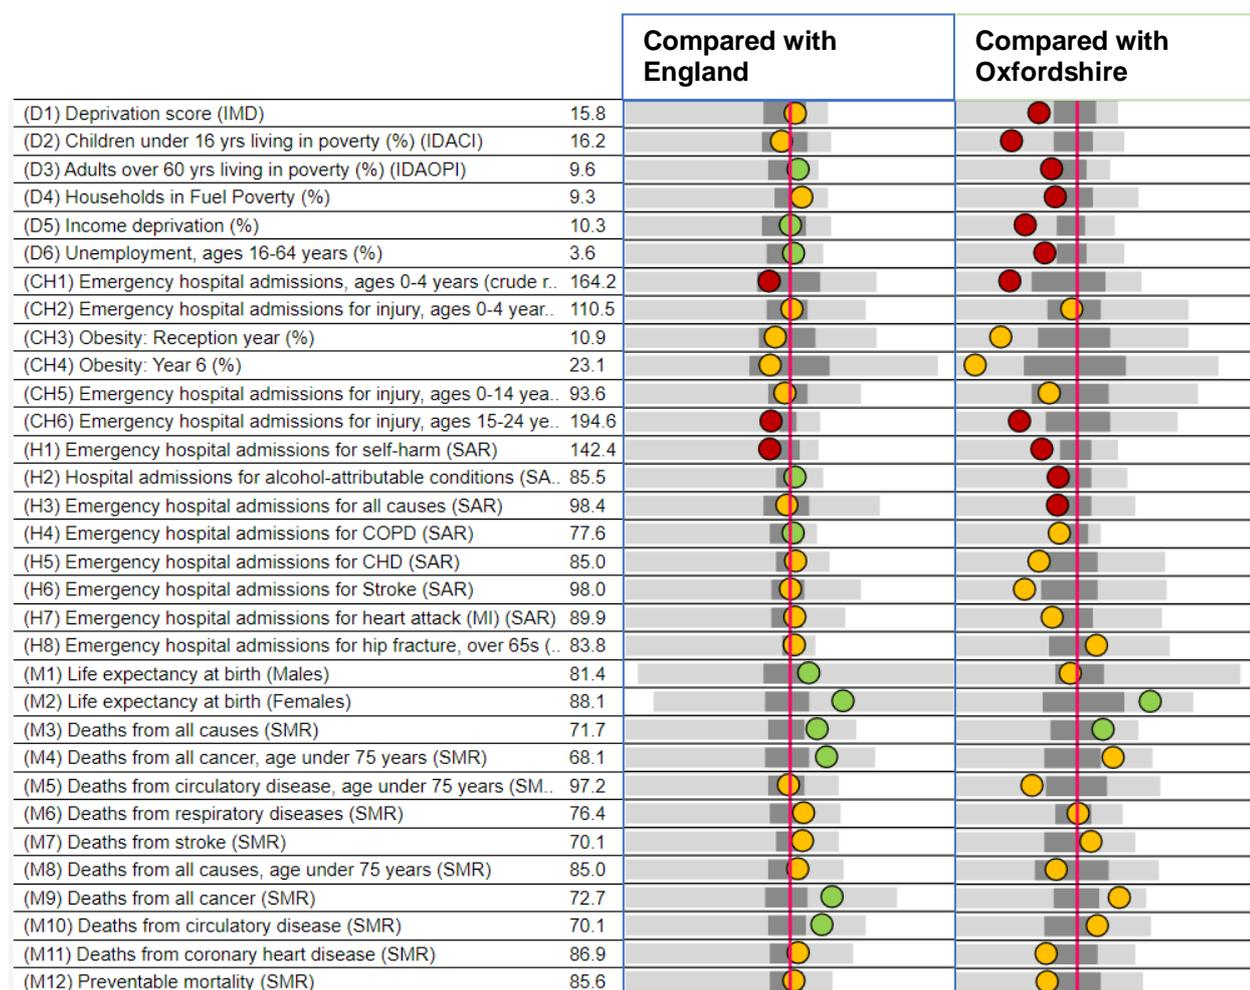 Compared with
England
Compared with
Oxfordshire
(D1) Deprivation score (IMD) 15.8
(D2) Children under 16 yrs living in poverty (%) (IDACI) 16.2
(D3) Adults over 60 yrs living in poverty (%) (IDAOPI) 9.6
(D4) Households in Fuel Poverty (%) 9.3
(D5) Income deprivation (%) 10.3
(D6) Unemployment, ages 16-64 years (%) 3.6
(CH1) Emergency hospital admissions, ages 0-4 years (crude r.. 164.2
(CH2) Emergency hospital admissions for injury, ages 0-4 year.. 110.5
(CH3) Obesity: Reception year (%) 10.9
(CH4) Obesity: Year 6 (%) 23.1
(CH5) Emergency hospital admissions for injury, ages 0-14 yea.. 93.6
(CH6) Emergency hospital admissions for injury, ages 15-24 ye.. 194.6
(H1) Emergency hospital admissions for self-harm (SAR) 142.4
(H2) Hospital admissions for alcohol-attributable conditions (SA.. 85.5
(H3) Emergency hospital admissions for all causes (SAR) 98.4
(H4) Emergency hospital admissions for COPD (SAR) 77.6
(H5) Emergency hospital admissions for CHD (SAR) 85.0
(H6) Emergency hospital admissions for Stroke (SAR) 98.0
(H7) Emergency hospital admissions for heart attack (MI) (SAR) 89.9
(H8) Emergency hospital admissions for hip fracture, over 65s (.. 83.8
(M1) Life expectancy at birth (Males) 81.4
(M2) Life expectancy at birth (Females) 88.1
(M3) Deaths from all causes (SMR) 71.7
(M4) Deaths from all cancer, age under 75 years (SMR) 68.1
(M5) Deaths from circulatory disease, age under 75 years (SM.. 97.2
(M6) Deaths from respiratory diseases (SMR) 76.4
(M7) Deaths from stroke (SMR) 70.1
(M8) Deaths from all causes, age under 75 years (SMR) 85.0
(M9) Deaths from all cancer (SMR) 72.7
(M10) Deaths from circulatory disease (SMR) 70.1
(M11) Deaths from coronary heart disease (SMR) 86.9
(M12) Preventable mortality (SMR) 85.6